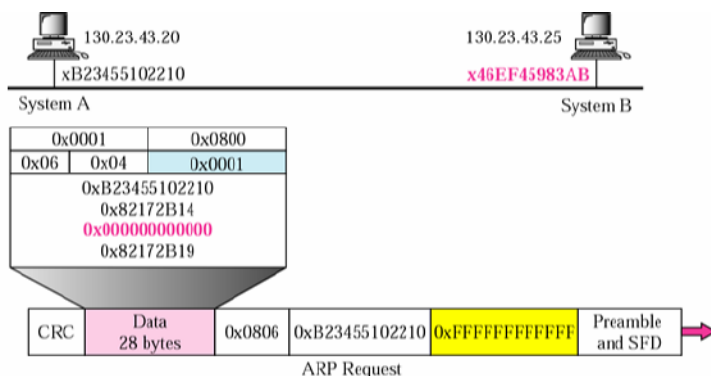 130.23.43.20
130.23.43.25
xB23455102210
x46EF45983AB
System A
System B
0x0001 0x0800
0x06 0x04 0x0001
0xB23455102210
0x82172B14
0x000000000000
0x82172B19
CRC Data 28 bytes 0x0806 0xB23455102210 0xFFFFFFFFFFFF Preamble and SFD
ARP Request